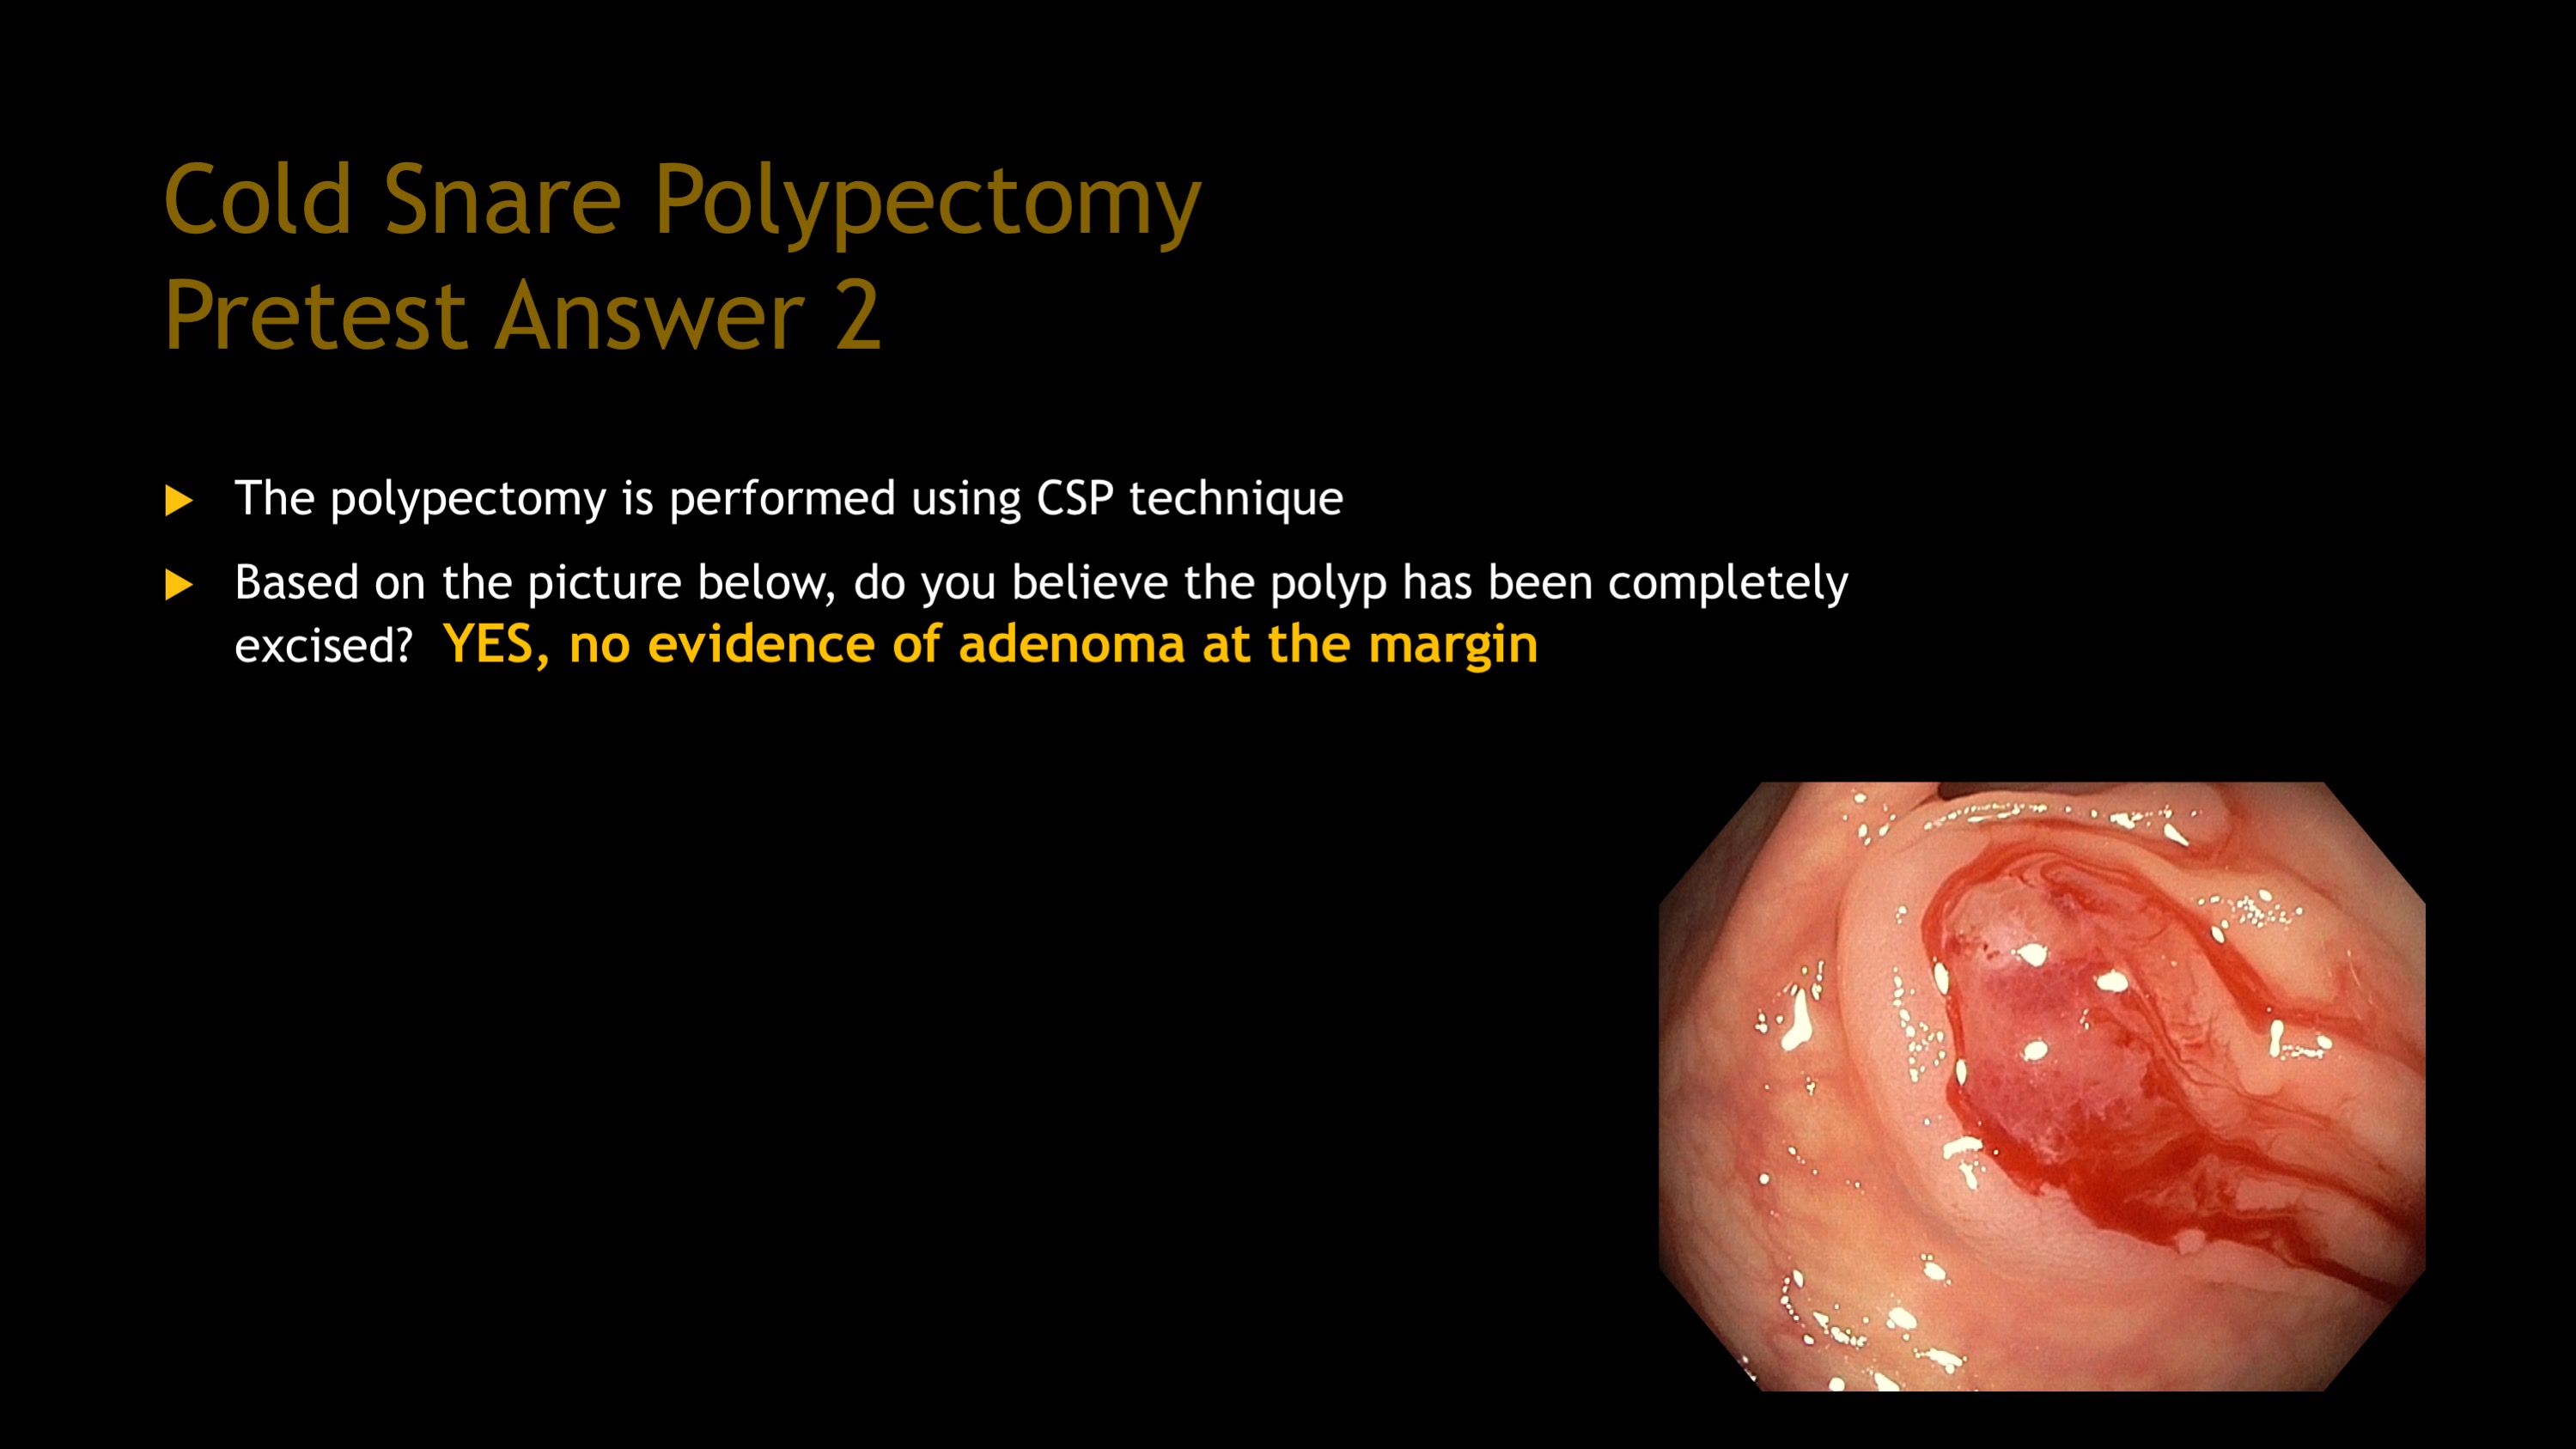 Cold Snare Polypectomy
Pretest Answer 2
The polypectomy is performed using CSP technique
Based on the picture below, do you believe the polyp has been completely
excised? YES, no evidence of adenoma at the margin